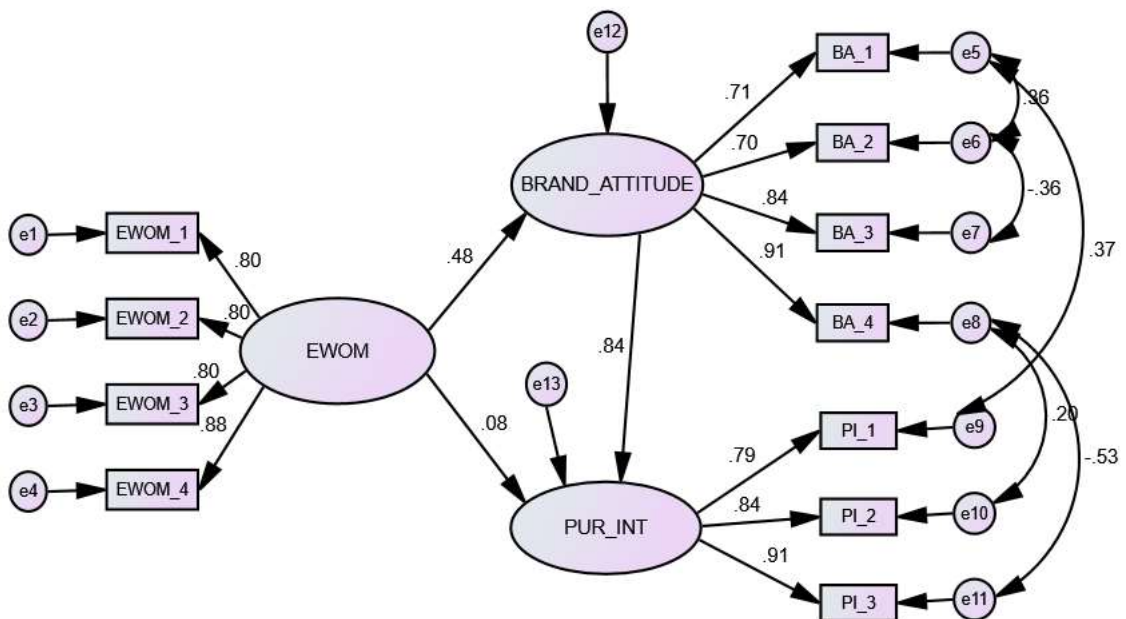 e12
BA_1
e5
.71
.36
BA_2
e6
.70
BRAND_ATTITUDE
-.36
.84
BA_3
e7
e1
EWOM_1
.80
.48
.91
.37
e2
EWOM_2
.80
BA_4
e8
EWOM
.84
.80
e3
EWOM_3
e13
.88
.08
PI_1
e9
.20
.79
-.53
e4
EWOM_4
.84
PI_2
e10
PUR_INT
.91
PI_3
e11